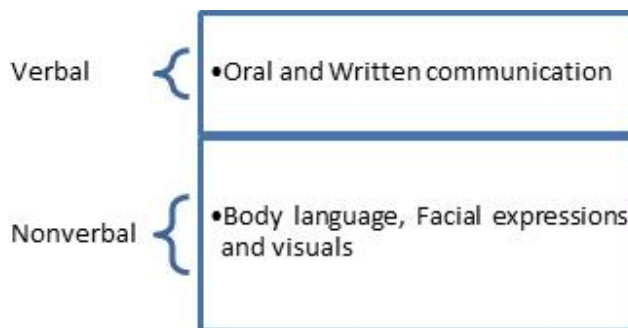 Verbal
•Oral and Written communication
Nonverbal
•Body language, Facial expressions
and visuals